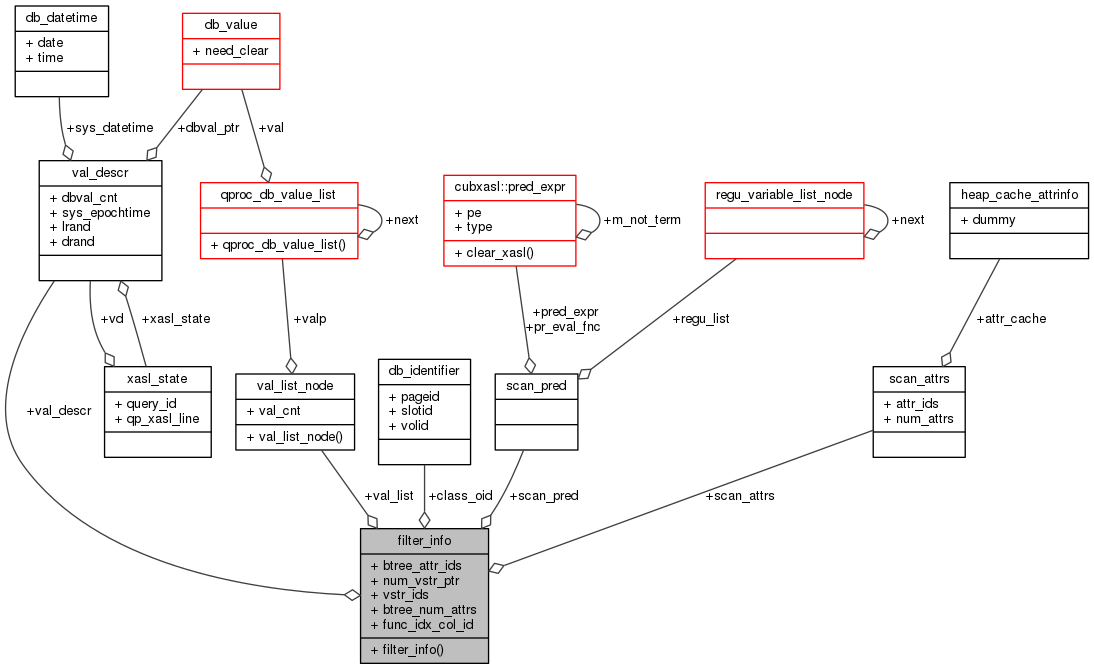 db_datetime
+ date
+ time
db_value
+ need_clear
+sys_datetime
+dbval_ptr
+val
val_descr
+ dbval_cnt
+ sys_epochtime
+ lrand
+ drand
qproc_db_value_list
+ qproc_db_value_list()
+next
cubxasl::pred_expr
+ pe
+ type
+ clear_xasl()
+m_not_term
regu_variable_list_node
+next
heap_cache_attrinfo
+ dummy
+vd
+xasl_state
+valp
+pred_expr
+pr_eval_fnc
+regu_list
+attr_cache
xasl_state
+ query_id
+ qp_xasl_line
val_list_node
+ val_cnt
+ val_list_node()
db_identifier
+ pageid
+ slotid
+ volid
scan_pred
scan_attrs
+ attr_ids
+ num_attrs
+val_descr
+val_list
+class_oid
+scan_pred
+scan_attrs
filter_info
+ btree_attr_ids
+ num_vstr_ptr
+ vstr_ids
+ btree_num_attrs
+ func_idx_col_id
+ filter_info()